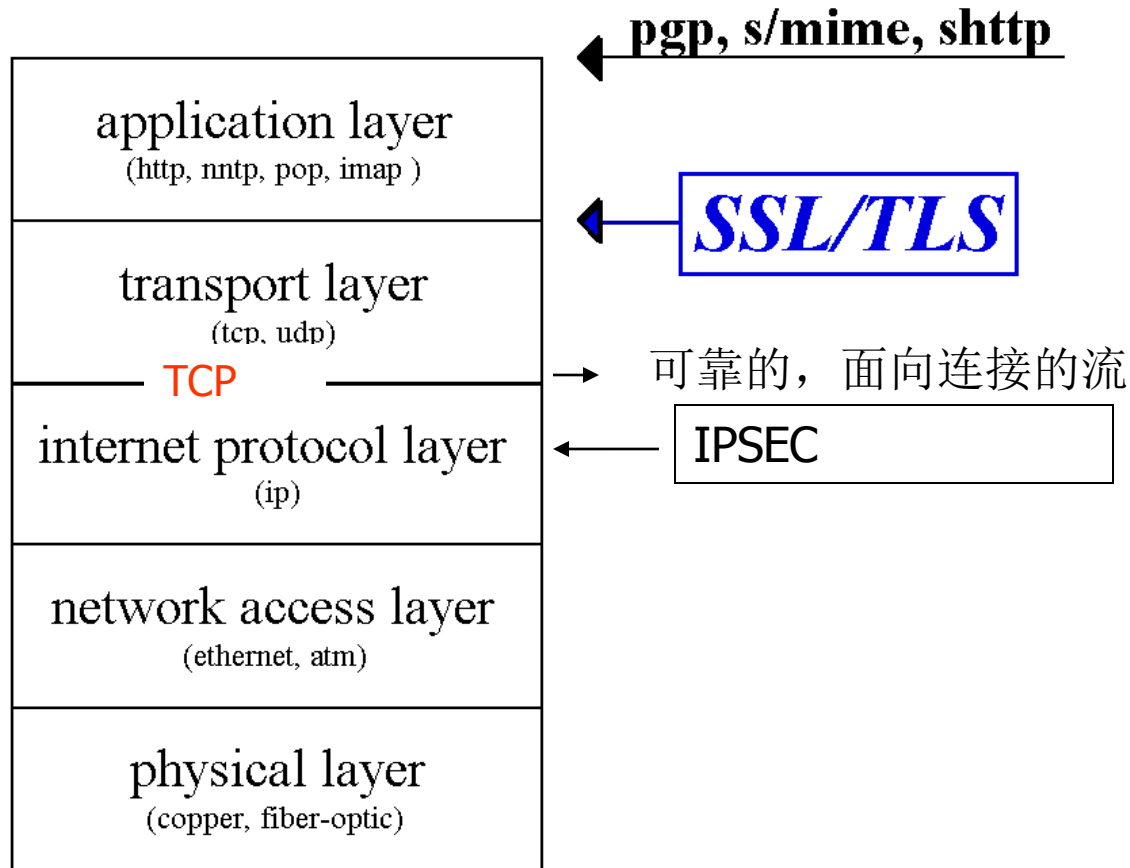 pgp, s/mime, shttp
application layer
(http, nntp, pop, imap )
SSL/TLS
transport layer
(tcp, udp)
TCP
可靠的，面向连接的流
internet protocol layer
(ip)
IPSEC
network access layer
(ethernet, atm)
physical layer
(copper, fiber-optic)